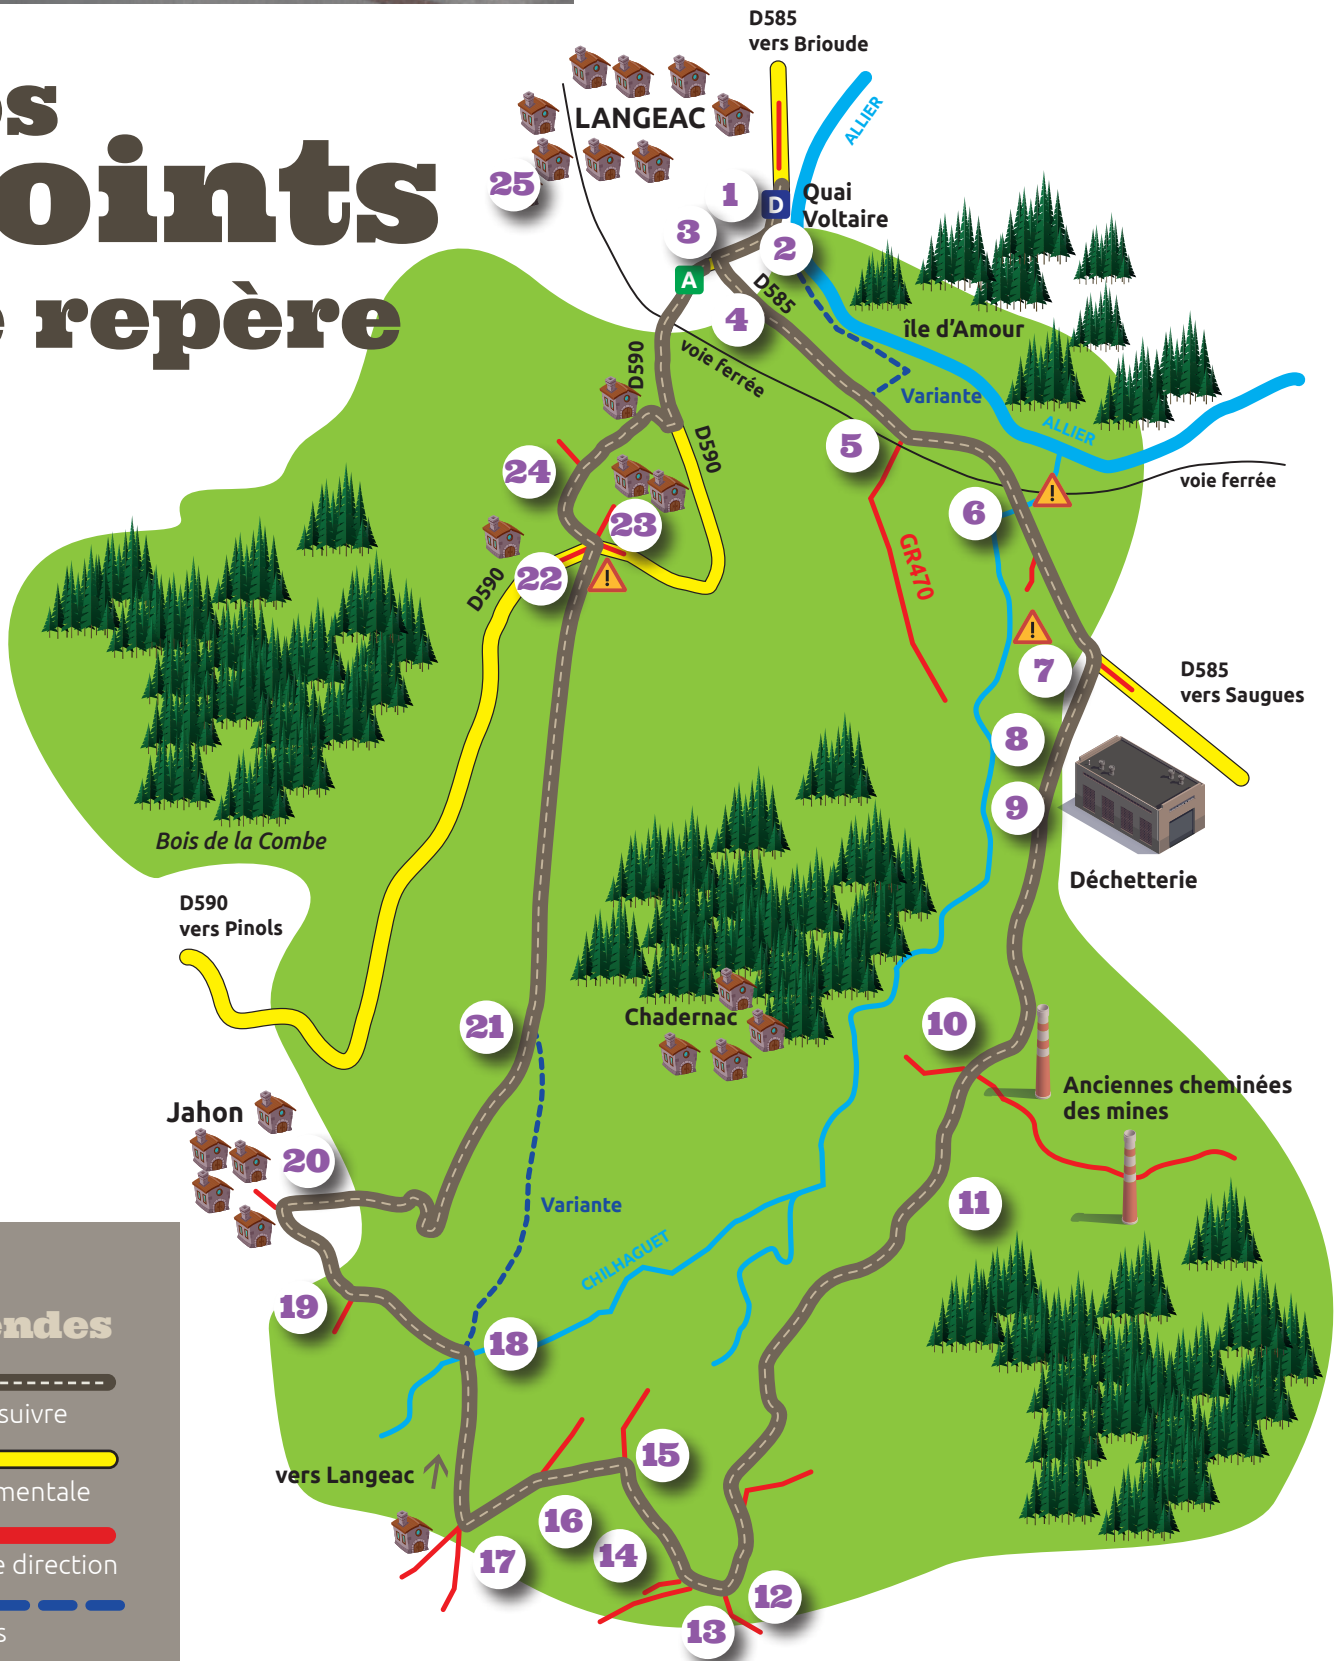 s
oints
repère
D585
vers Brioude
ALLIER
LANGEAC
25
1
D
Quai
Voltaire
3
2
A
D585
4
île d'Amour
D590
voie ferrée
Variante
ALLIER
D590
5
voie ferrée
24
6
23
GR470
22
D590
7
D585
vers Saugues
8
9
Bois de la Combe
Déchetterie
D590
vers Pinols
Chadernac
21
10
Anciennes cheminées
des mines
Jahon
20
11
Variante
CHILHAGUET
19
18
endes
suivre
15
vers Langeac
mentale
16
14
17
e direction
12
13
s